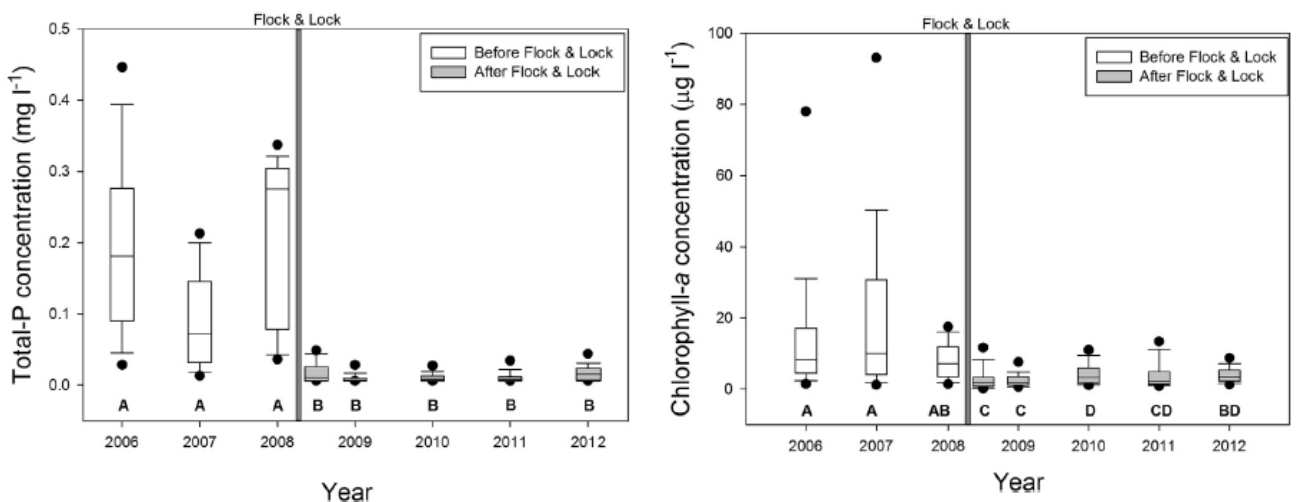 Flock & Lock
Total-P concentration (mg l-1)
0.5
0.4
0.3
0.2
0.1
0.0
Before Flock & Lock
After Flock & Lock
A A A B B B B B
2006 2007 2008 2009 2010 2011 2012
Year
Flock & Lock
Chlorophyll-a concentration (μg l-1)
100
80
60
40
20
0
Before Flock & Lock
After Flock & Lock
A A AB C C D CD BD
2006 2007 2008 2009 2010 2011 2012
Year